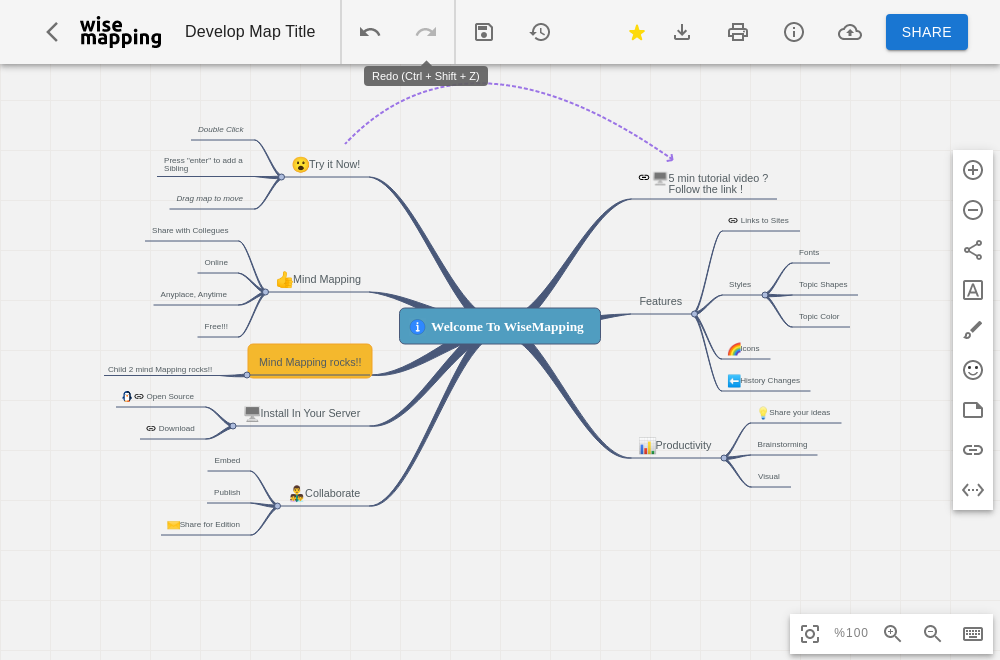 wise
mapping
Develop Map Title
SHARE
Redo (Ctrl + Shift + Z)
Double Click
Press "enter" to add a
Sibling
Drag map to move
Try it Now!
Share with Collegues
Online
Anyplace, Anytime
Free!!!
Mind Mapping
Child 2 mind Mapping rocks!!
Mind Mapping rocks!!
Open Source
Download
Install In Your Server
Embed
Publish
Share for Edition
Collaborate
Welcome To WiseMapping
5 min tutorial video ?
Follow the link !
Features
Links to Sites
Styles
Fonts
Topic Shapes
Topic Color
Icons
History Changes
Productivity
Share your ideas
Brainstorming
Visual
%100